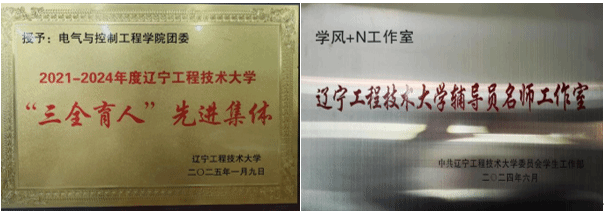 授予：电气与控制工程学院团委
2021-2024年度辽宁工程技术大学
“三全育人”先进集体
辽宁工程技术大学
二〇二五年一月九日
学风+N工作室
辽宁工程技术大学辅导员名师工作室
中共辽宁工程技术大学委员会学生工作部
二〇二四年六月